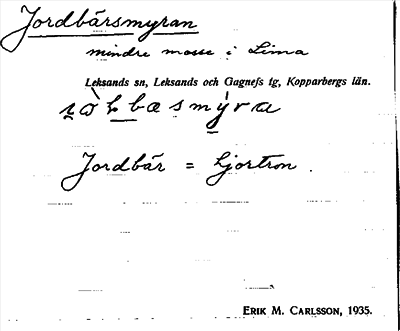 Jordbärsmyran
mindre mosse i Lima
Leksands sn, Leksands och Gagnefs tg, Kopparbergs län.
Jordbär = hjortron.
ERIK M. CARLSSON, 1935.